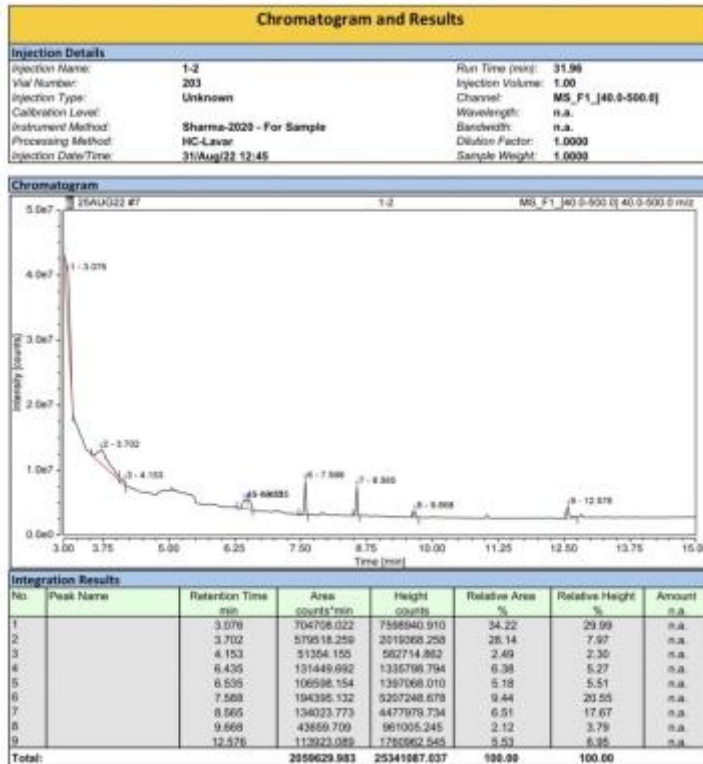 Chromatogram and Results
Injection Details
Injection Name: 1-2 Run Time (min): 31.96
Vial Number: 203 Injection Volume: 1.00
Injection Type: Unknown Channel: MS_F1_[40.0-500.0]
Calibration Level: Wavelength: n.a.
Instrument Method: Sharma-2020 - For Sample Bandwidth: n.a.
Processing Method: HC-Lavar Dilution Factor: 1.0000
Injection Date/Time: 31/Aug/22 12:45 Sample Weight: 1.0000
Chromatogram
25AUG22 #7 1-2 MS_F1_[40.0-500.0] 40.0-500.0 m/z
5.0e7
4.0e7
3.0e7
2.0e7
1.0e7
0.0e0
Intensity [counts]
1 - 3.076
2 - 3.702
3 - 4.153
6 - 7.588
7 - 8.565
8 - 9.668
9 - 12.576
3.00 3.75 5.00 6.25 7.50 8.75 10.00 11.25 12.50 13.75 15.0
Time [min]
Integration Results
No. Peak Name Retention Time Area Height Relative Area Relative Height Amount
min counts*min counts % % n.a.
1 3.076 704708.022 7598940.910 34.22 29.99 n.a.
2 3.702 579518.259 2019368.258 28.14 7.97 n.a.
3 4.153 51354.155 582714.862 2.49 2.30 n.a.
4 6.435 131449.692 1335798.794 6.38 5.27 n.a.
5 6.535 106598.154 1397068.010 5.18 5.51 n.a.
6 7.588 194395.132 5207248.678 9.44 20.55 n.a.
7 8.565 134023.773 4477979.734 6.51 17.67 n.a.
8 9.668 43659.709 961005.245 2.12 3.79 n.a.
9 12.576 113923.089 1760962.545 5.53 6.95 n.a.
Total: 2059629.983 25341087.037 100.00 100.00